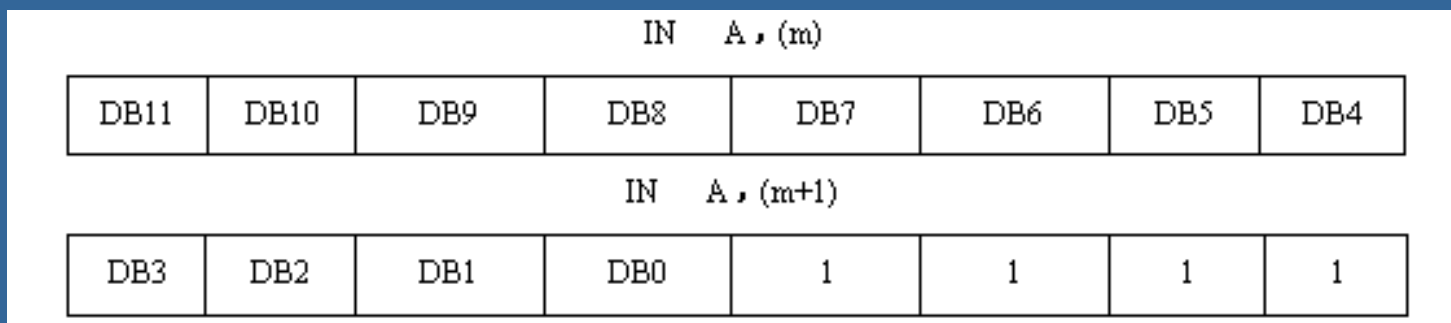 IN A，(m)
DB11 DB10 DB9 DB8 DB7 DB6 DB5 DB4
IN A，(m+1)
DB3 DB2 DB1 DB0 1 1 1 1